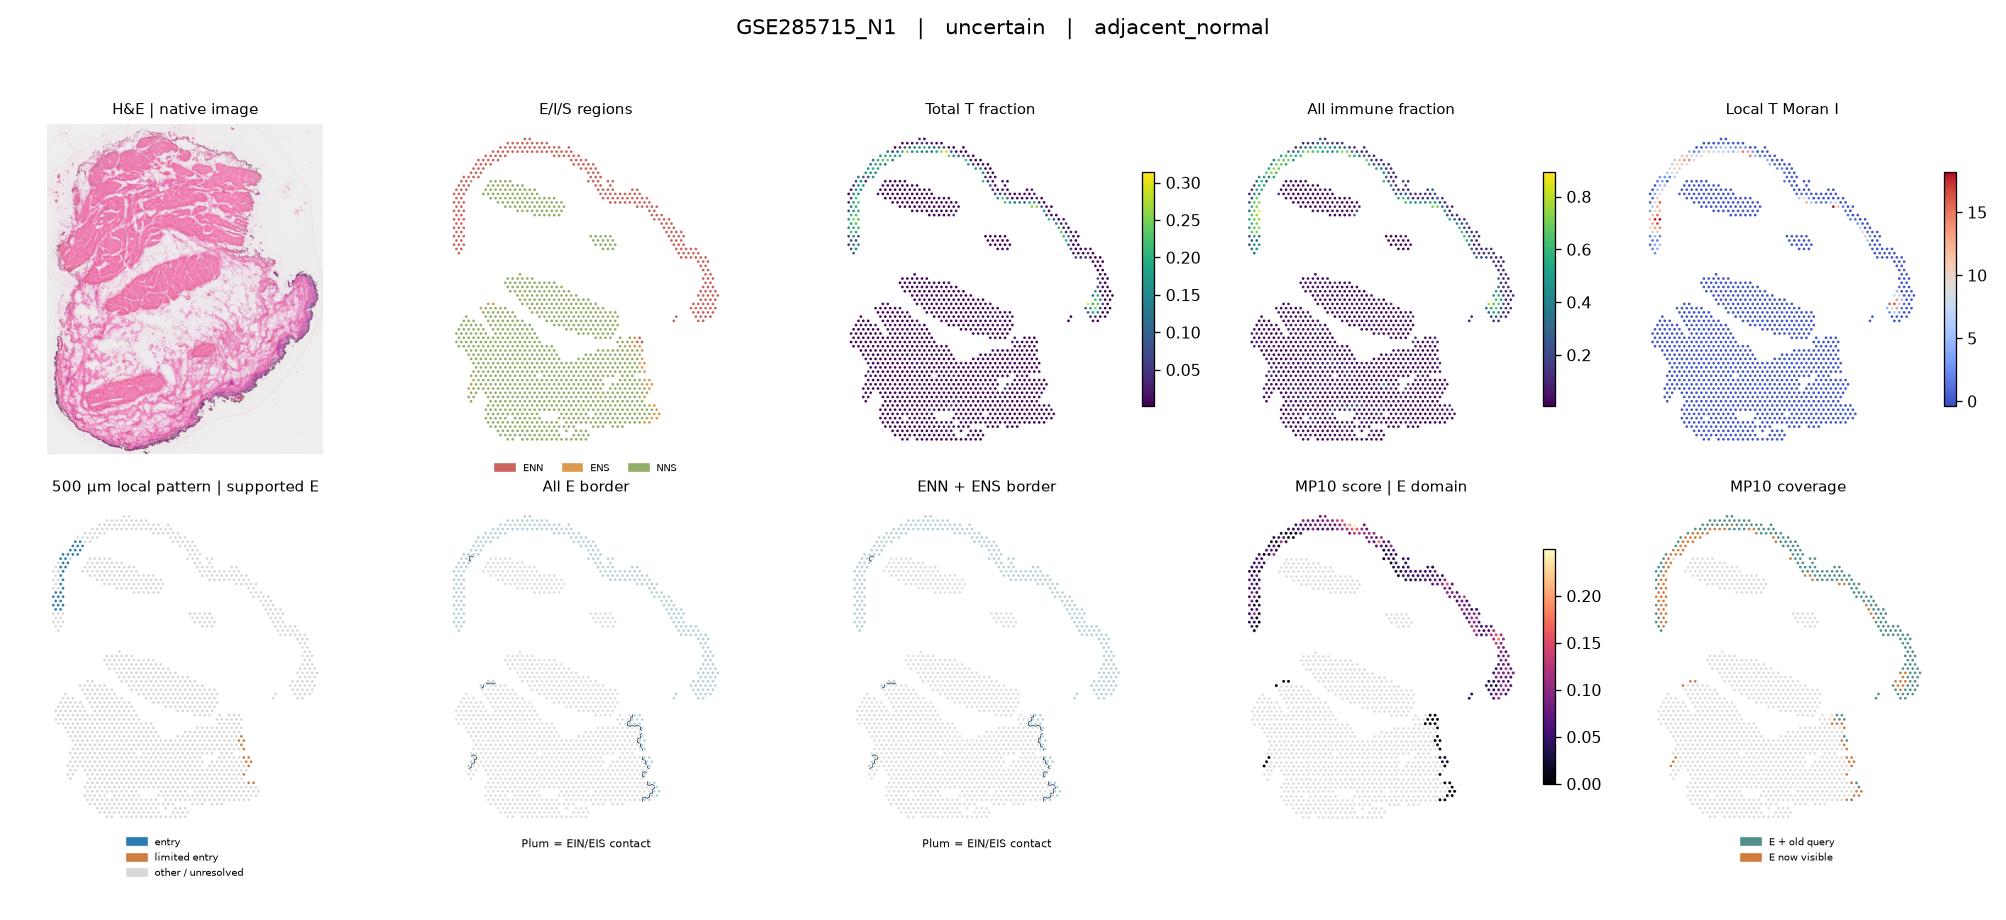 GSE285715_N1 | uncertain | adjacent_normal
H&E | native image
E/I/S regions
Total T fraction
All immune fraction
Local T Moran I
0.30
0.25
0.20
0.15
0.10
0.05
0.8
0.6
0.4
0.2
15
10
5
0
ENN
ENS
NNS
500 µm local pattern | supported E
All E border
ENN + ENS border
MP10 score | E domain
MP10 coverage
0.20
0.15
0.10
0.05
0.00
entry
limited entry
other / unresolved
Plum = EIN/EIS contact
Plum = EIN/EIS contact
E + old query
E now visible